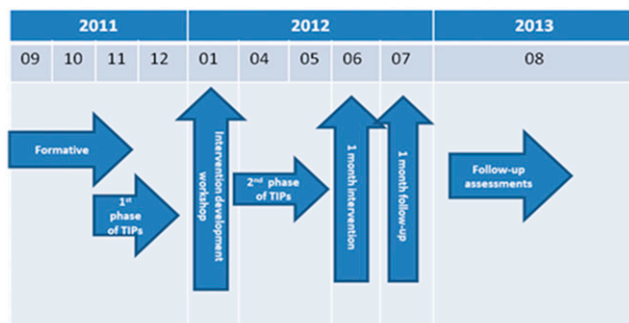 2011 2012 2013
09 10 11 12 01 04 05 06 07 08
Formative
1st
phase
of TIPs
Intervention development
workshop
2nd phase
of TIPs
1 month intervention
1 month follow-up
Follow-up
assessments